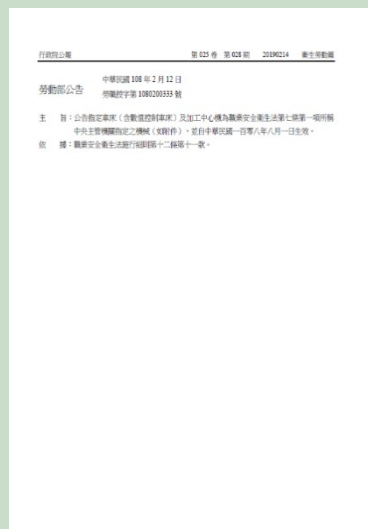 行政院公報 第 025 卷 第 028 期 20190214 衛生勞動篇
中華民國 108 年 2 月 12 日
勞動部公告
勞職授字第 1080200333 號
主 旨:公告指定車床(含數值控制車床)及加工中心機為職業安全衛生法第七條第一項所稱
中央主管機關指定之機械(如附件),並自中華民國一百零八年八月一日生效。
依 據:職業安全衛生法施行細則第十二條第十一款。